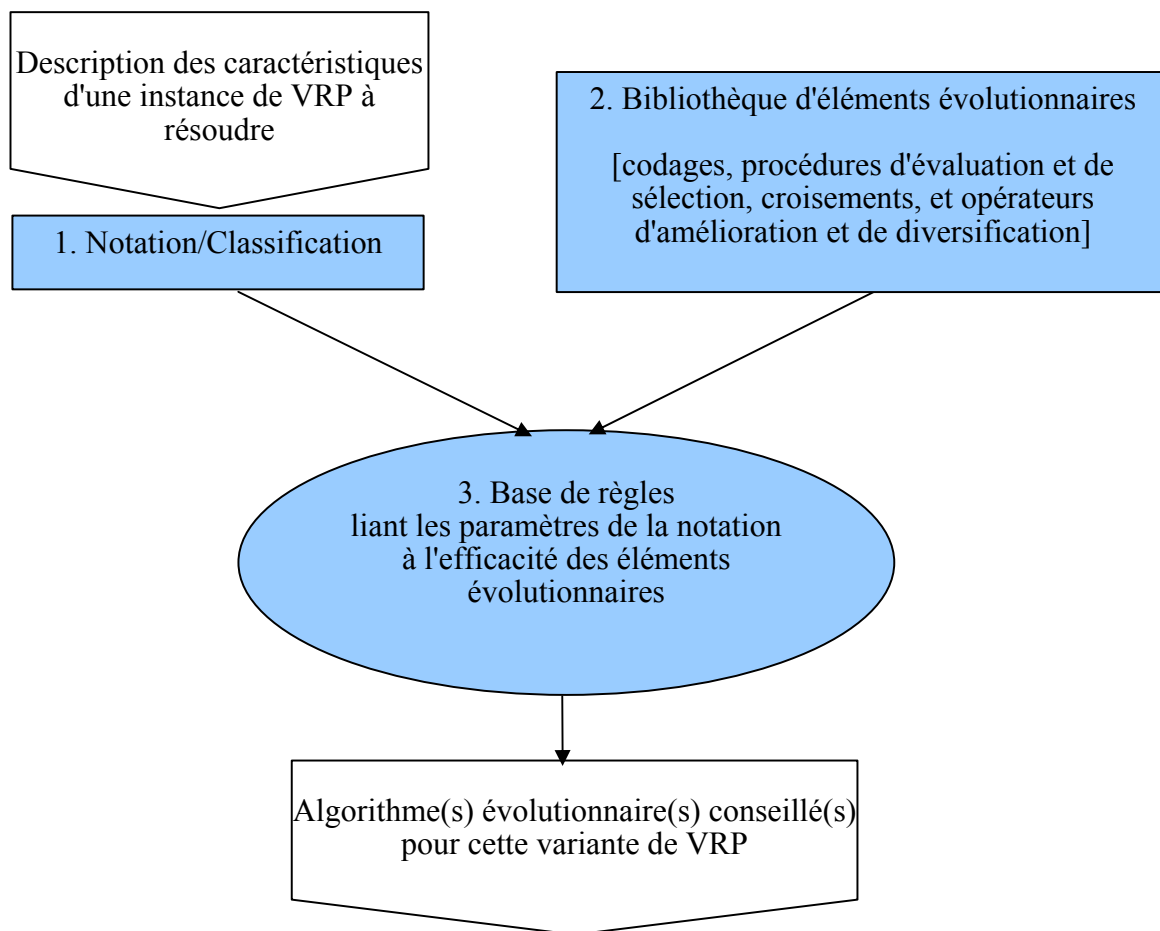 Description des caractéristiques
d'une instance de VRP à
résoudre
1. Notation/Classification
2. Bibliothèque d'éléments évolutionnaires
[codages, procédures d'évaluation et de
sélection, croisements, et opérateurs
d'amélioration et de diversification]
3. Base de règles
liant les paramètres de la notation
à l'efficacité des éléments
évolutionnaires
Algorithme(s) évolutionnaire(s) conseillé(s)
pour cette variante de VRP